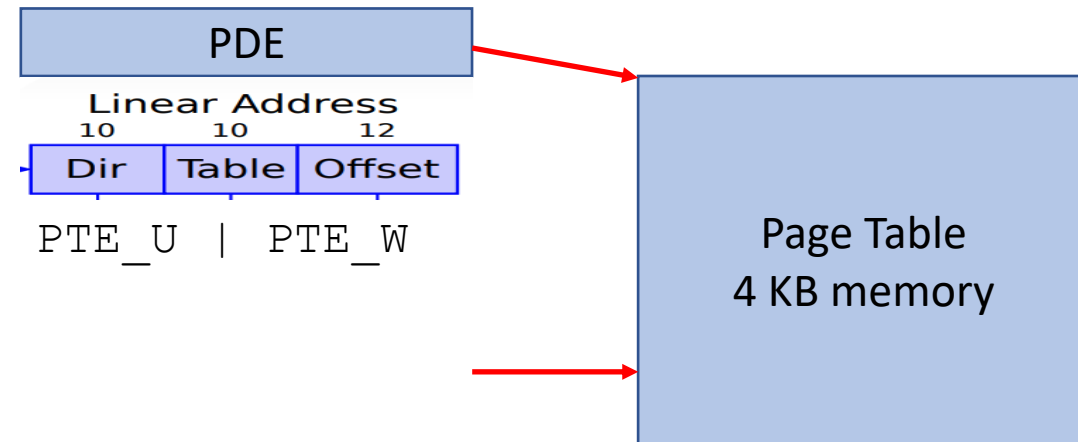 PDE
Linear Address
10 10 12
Dir Table Offset
PTE_U | PTE_W
Page Table
4 KB memory